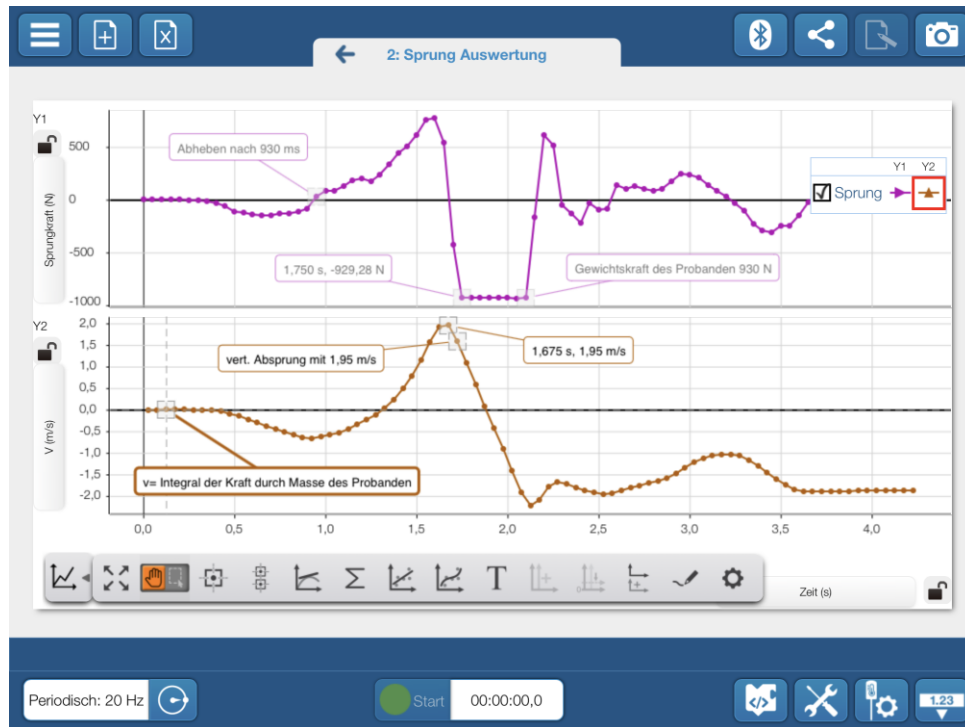 2: Sprung Auswertung
Y1
500
0
-500
-1000
Sprungkraft (N)
Abheben nach 930 ms
1,750 s, -929,28 N
Gewichtskraft des Probanden 930 N
Y1 Y2
Sprung
Y2
2,0
1,5
1,0
0,5
0,0
-0,5
-1,0
-1,5
-2,0
V (m/s)
vert. Absprung mit 1,95 m/s
1,675 s, 1,95 m/s
v= Integral der Kraft durch Masse des Probanden
0,0 0,5 1,0 1,5 2,0 2,5 3,0 3,5 4,0
Σ
T
Zeit (s)
Periodisch: 20 Hz
Start
00:00:00,0
</>
1.23